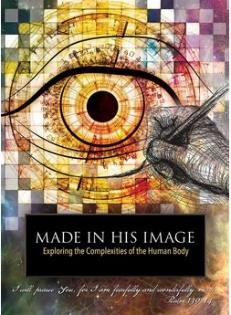 MADE IN HIS IMAGE
Exploring the Complexities of the Human Body
I will praise You, for I am fearfully and wonderfully made
Psalm 139:14